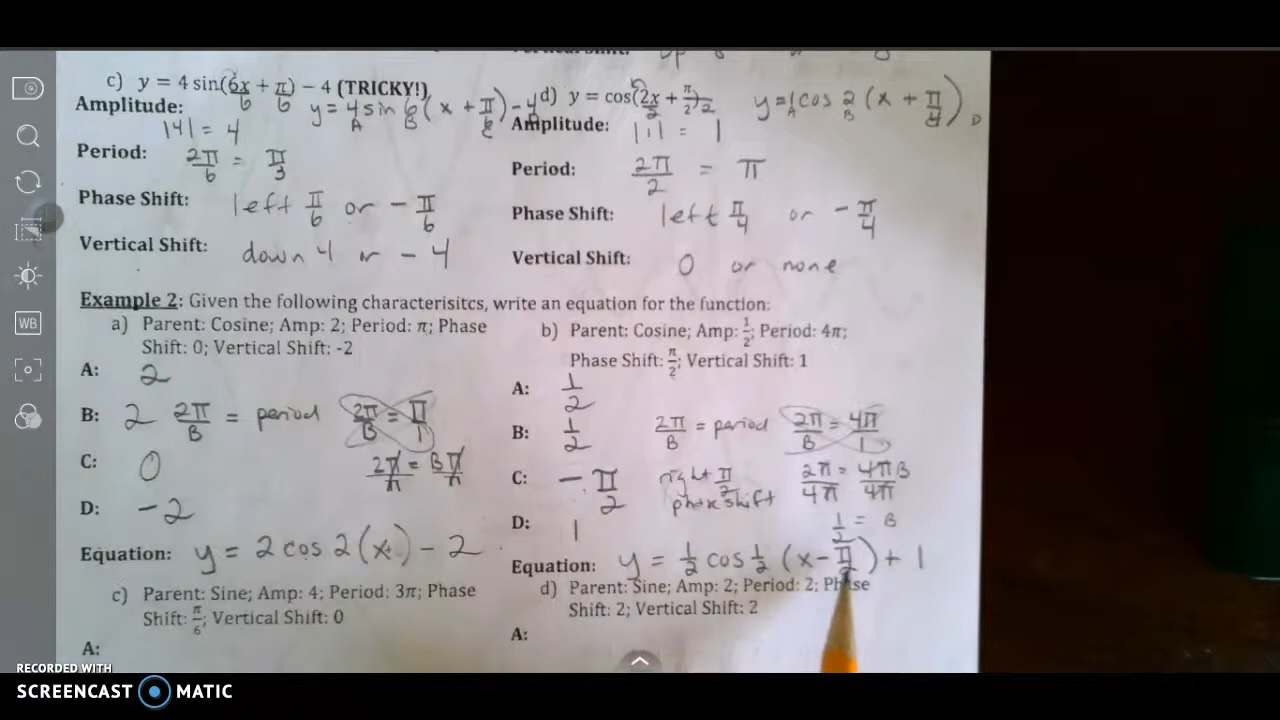 c) y = 4 sin(6x + π) − 4 (TRICKY!)
6 6
y = 4 sin 6 (x + π/6) − 4
A B C D
Amplitude:
|4| = 4
Period:
2π/6 = π/3
Phase Shift: left π/6 or − π/6
Vertical Shift: down 4 or − 4
d) y = cos(2x + π/2)
2 2
y = 1 cos 2 (x + π/4)
A B D
Amplitude: |1| = 1
Period: 2π/2 = π
Phase Shift: left π/4 or − π/4
Vertical Shift: 0 or none
Example 2: Given the following characterisitcs, write an equation for the function:
a) Parent: Cosine; Amp: 2; Period: π; Phase
Shift: 0; Vertical Shift: -2
A: 2
B: 2 2π/B = period 2π/B = π/1
C: 0 2π/π = Bπ/π
D: −2
Equation: y = 2 cos 2(x+ ) − 2
b) Parent: Cosine; Amp: 1/2; Period: 4π;
Phase Shift: π/2; Vertical Shift: 1
A: 1/2
B: 1/2 2π/B = period 2π/B = 4π/1
C: − π/2 right π/2 phase shift 2π/4π = 4πB/4π
1/2 = B
D: 1
Equation: y = 1/2 cos 1/2 (x − π/2) + 1
c) Parent: Sine; Amp: 4; Period: 3π; Phase
Shift: π/6; Vertical Shift: 0
A:
d) Parent: Sine; Amp: 2; Period: 2; Phase
Shift: 2; Vertical Shift: 2
A:
WB
RECORDED WITH
SCREENCAST MATIC